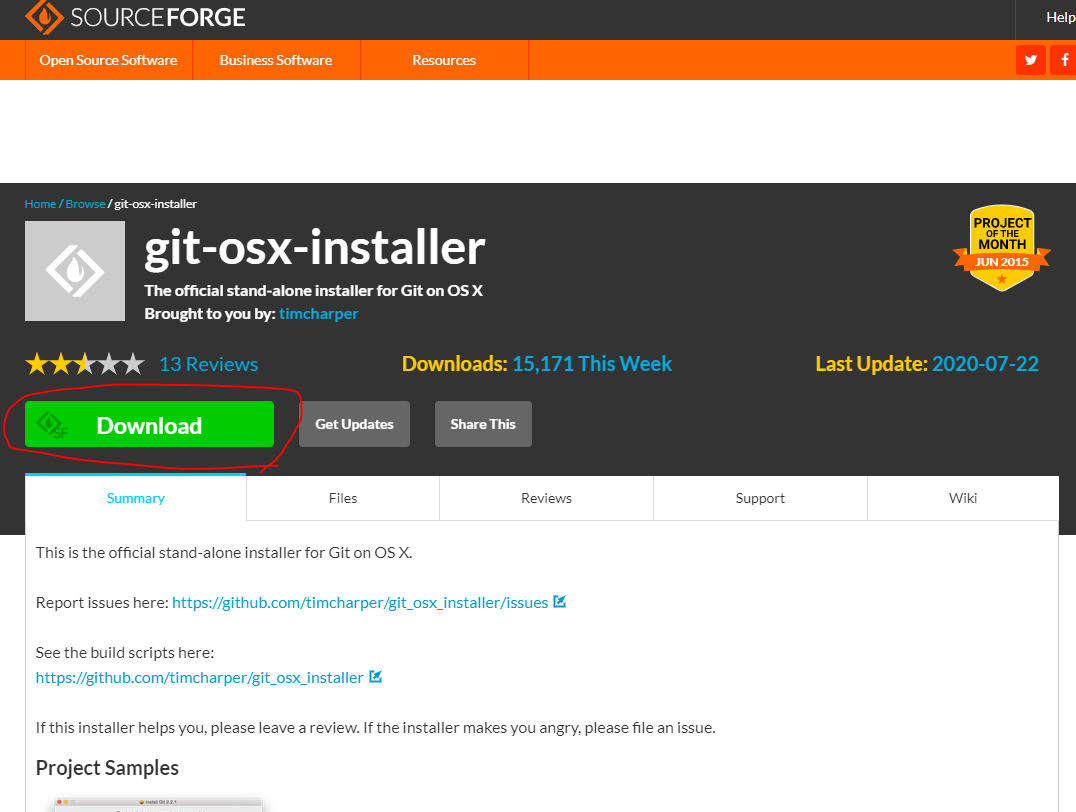 SOURCEFORGE
Help
Open Source Software
Business Software
Resources
Home / Browse / git-osx-installer
git-osx-installer
The official stand-alone installer for Git on OS X
Brought to you by: timcharper
PROJECT
OF THE
MONTH
JUN 2015
13 Reviews
Downloads: 15,171 This Week
Last Update: 2020-07-22
SF
Download
Get Updates
Share This
Summary
Files
Reviews
Support
Wiki
This is the official stand-alone installer for Git on OS X.
Report issues here: https://github.com/timcharper/git_osx_installer/issues
See the build scripts here:
https://github.com/timcharper/git_osx_installer
If this installer helps you, please leave a review. If the installer makes you angry, please file an issue.
Project Samples
Install Git 2.2.1